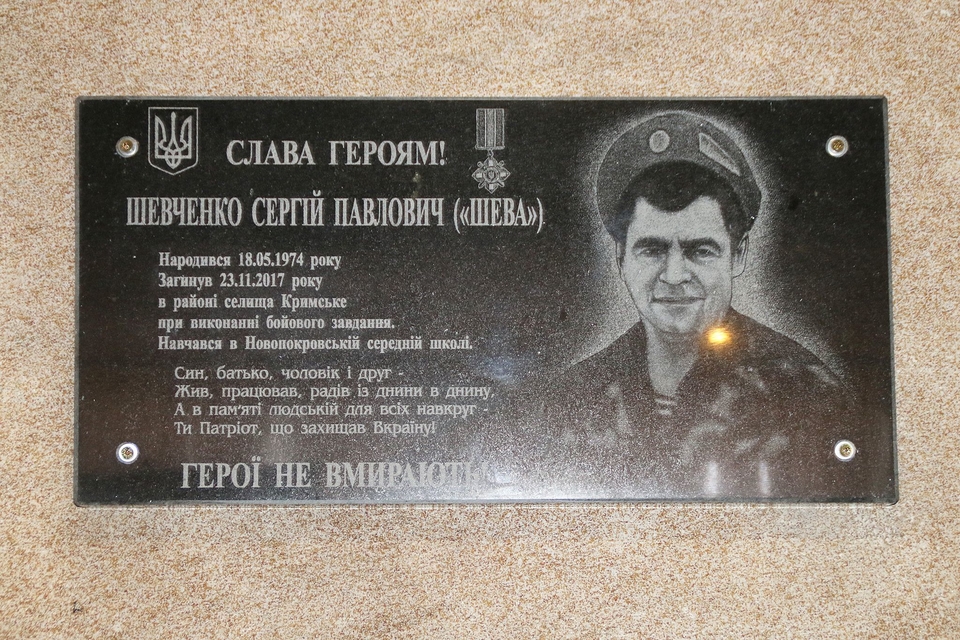 СЛАВА ГЕРОЯМ!
ШЕВЧЕНКО СЕРГІЙ ПАВЛОВИЧ («ШЕВА»)
Народився 18.05.1974 року
Загинув 23.11.2017 року
в районі селища Кримське
при виконанні бойового завдання.
Навчався в Новопокровській середній школі.
Син, батько, чоловік і друг -
Жив, працював, радів із днини в днину,
А в пам'яті людській для всіх навкруг -
Ти Патріот, що захищав Вкраїну!
ГЕРОЇ НЕ ВМИРАЮТЬ!